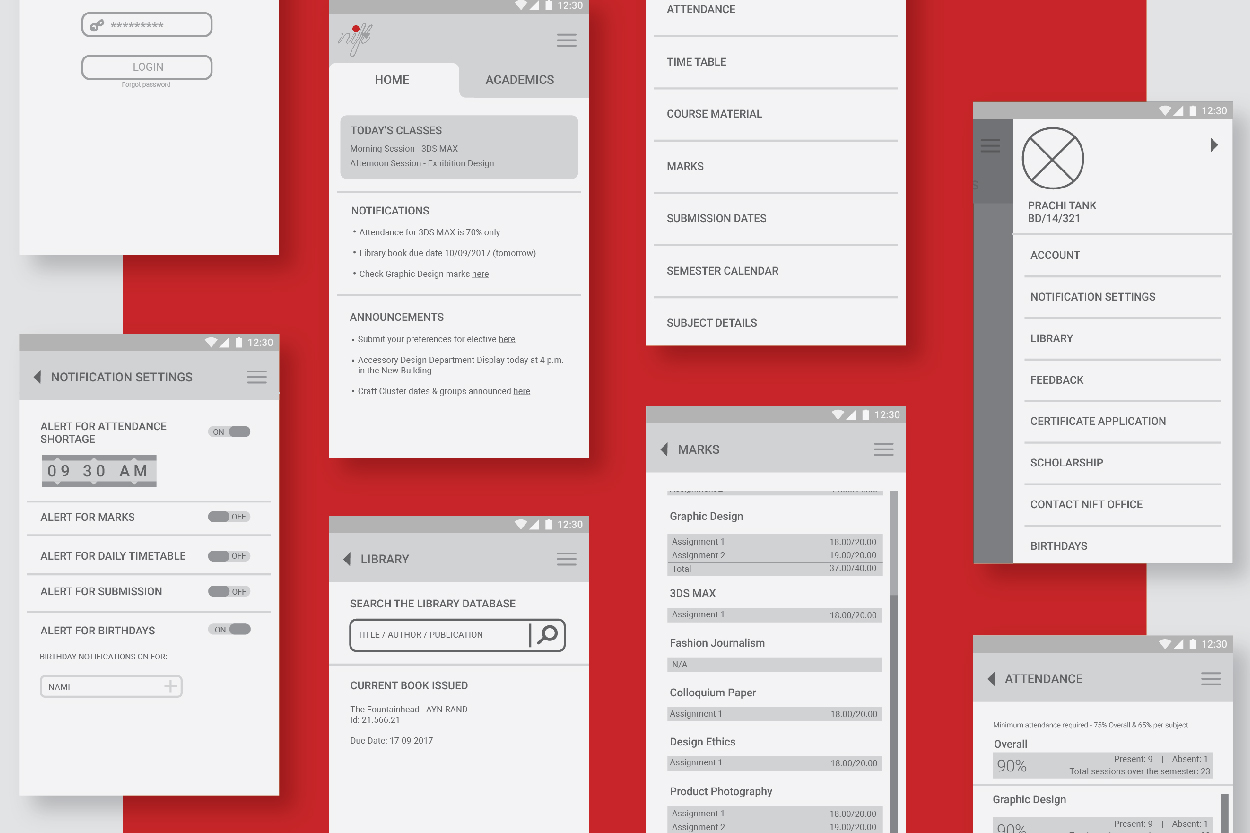 *********
LOGIN
Forgot password
12:30
NOTIFICATION SETTINGS
ALERT FOR ATTENDANCE
SHORTAGE
ON
09 30 AM
ALERT FOR MARKS
OFF
ALERT FOR DAILY TIMETABLE
OFF
ALERT FOR SUBMISSION
OFF
ALERT FOR BIRTHDAYS
ON
BIRTHDAY NOTIFICATIONS ON FOR:
NAME
12:30
nift
HOME
ACADEMICS
TODAY'S CLASSES
Morning Session - 3DS MAX
Afternoon Session - Exhibition Design
NOTIFICATIONS
• Attendance for 3DS MAX is 70% only
• Library book due date 10/09/2017 (tomorrow)
• Check Graphic Design marks here
ANNOUNCEMENTS
• Submit your preferences for elective here
• Accessory Design Department Display today at 4 p.m.
in the New Building
• Craft Cluster dates & groups announced here
12:30
LIBRARY
SEARCH THE LIBRARY DATABASE
TITLE / AUTHOR / PUBLICATION
CURRENT BOOK ISSUED
The Fountainhead - AYN RAND
Id: 21.566.21
Due Date: 17-09-2017
ATTENDANCE
TIME TABLE
COURSE MATERIAL
MARKS
SUBMISSION DATES
SEMESTER CALENDAR
SUBJECT DETAILS
12:30
MARKS
Graphic Design
Assignment 1 18.00/20.00
Assignment 2 19.00/20.00
Total 37.00/40.00
3DS MAX
Assignment 1 18.00/20.00
Fashion Journalism
N/A
Colloquium Paper
Assignment 1 18.00/20.00
Design Ethics
Assignment 1 18.00/20.00
Product Photography
Assignment 1 18.00/20.00
Assignment 2 19.00/20.00
12:30
S
PRACHI TANK
BD/14/321
ACCOUNT
NOTIFICATION SETTINGS
LIBRARY
FEEDBACK
CERTIFICATE APPLICATION
SCHOLARSHIP
CONTACT NIFT OFFICE
BIRTHDAYS
12:30
ATTENDANCE
Minimum attendance required - 75% Overall & 65% per subject
Overall
90%
Present: 9 | Absent: 1
Total sessions over the semester: 23
Graphic Design
90%
Present: 9 | Absent: 1